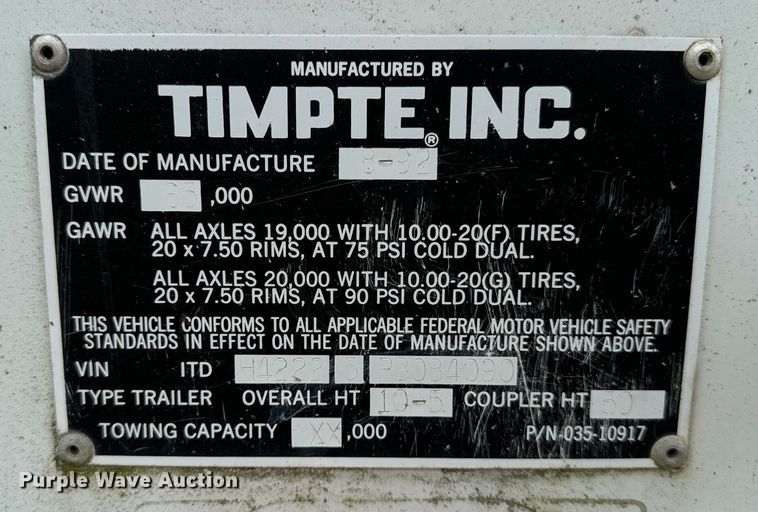 MANUFACTURED BY
TIMPTE® INC.
DATE OF MANUFACTURE
GVWR 65,000
GAWR ALL AXLES 19,000 WITH 10.00-20(F) TIRES,
20 x 7.50 RIMS, AT 75 PSI COLD DUAL.
ALL AXLES 20,000 WITH 10.00-20(G) TIRES,
20 x 7.50 RIMS, AT 90 PSI COLD DUAL.
THIS VEHICLE CONFORMS TO ALL APPLICABLE FEDERAL MOTOR VEHICLE SAFETY
STANDARDS IN EFFECT ON THE DATE OF MANUFACTURE SHOWN ABOVE.
VIN ITD H4222
TYPE TRAILER OVERALL HT 10-5 COUPLER HT
TOWING CAPACITY XX,000 P/N-035-10917
Purple Wave Auction